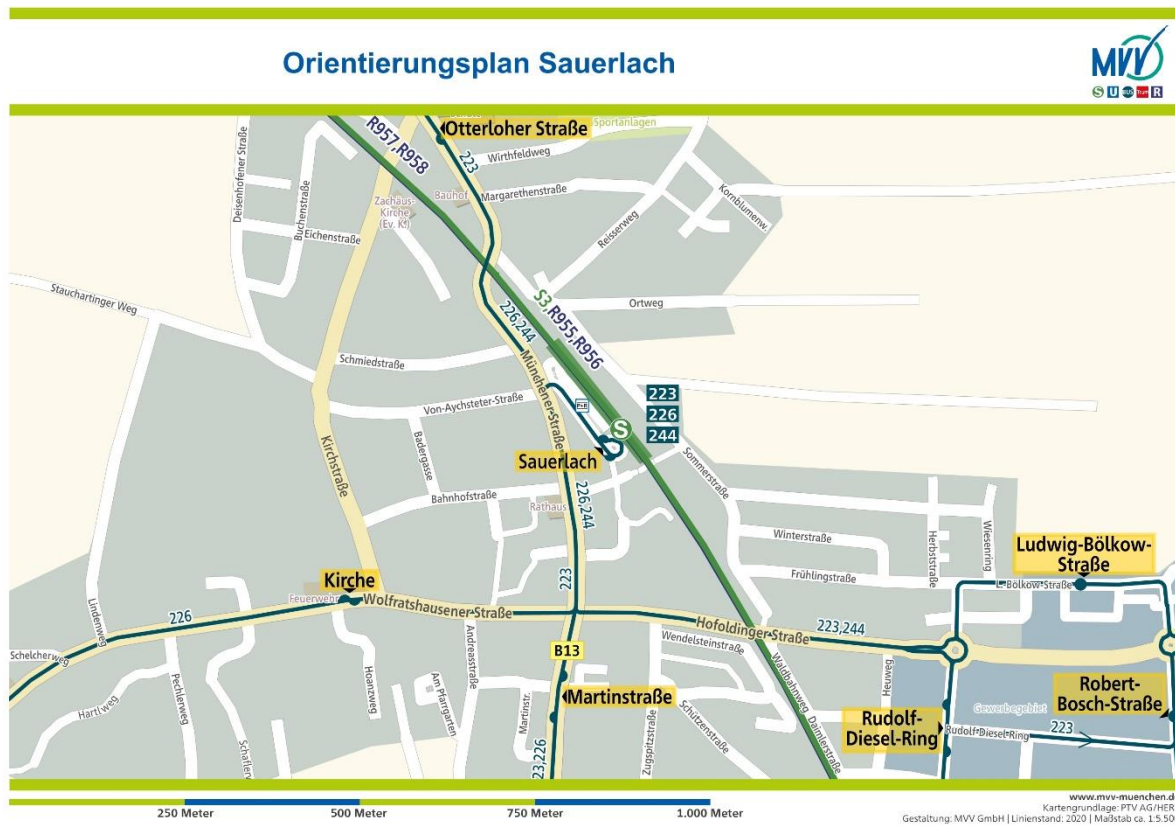 Orientierungsplan Sauerlach
MVV
S U BUS Tram R
R957,R958
Otterloher Straße
Sportanlagen
223
Wirthfeldweg
Deisenhofener Straße
Buchenstraße
Zachaus-
Kirche
(Ev. K.)
Bauhof
Margarethenstraße
Kornblumenw.
Reisserweg
Eichenstraße
Stauchartinger Weg
S3,R955,R956
Ortweg
226,244
Münchener-Straße
Schmiedstraße
Von-Aychsteter-Straße
P+R
S
223
226
244
Kirchstraße
Badergasse
Sauerlach
Sommerstraße
Bahnhofstraße
Rathaus
226,244
Winterstraße
Herbststraße
Wiesenring
Ludwig-Bölkow-
Straße
Kirche
Feuerwehr
223
Frühlingstraße
L.-Bölkow-Straße
Lindenweg
226
Wolfratshausener Straße
Hofoldinger Straße
223,244
Schelcherweg
Andreasstraße
B13
Wendelsteinstraße
Waldbahnweg
Heuweg
Pechlerweg
Hoanzweg
Am Pfarrgarten
Martinstr.
Martinstraße
Robert-
Bosch-Straße
Hartlweg
Schützenstraße
Gewerbegebiet
Rudolf-
Diesel-Ring
Rudolf-Diesel-Ring
223
Schaflerw
Zugspitzstraße
Daimlerstraße
23,226
250 Meter
500 Meter
750 Meter
1.000 Meter
www.mvv-muenchen.d
Kartengrundlage: PTV AG/HER
Gestaltung: MVV GmbH | Linienstand: 2020 | Maßstab ca. 1:5.50